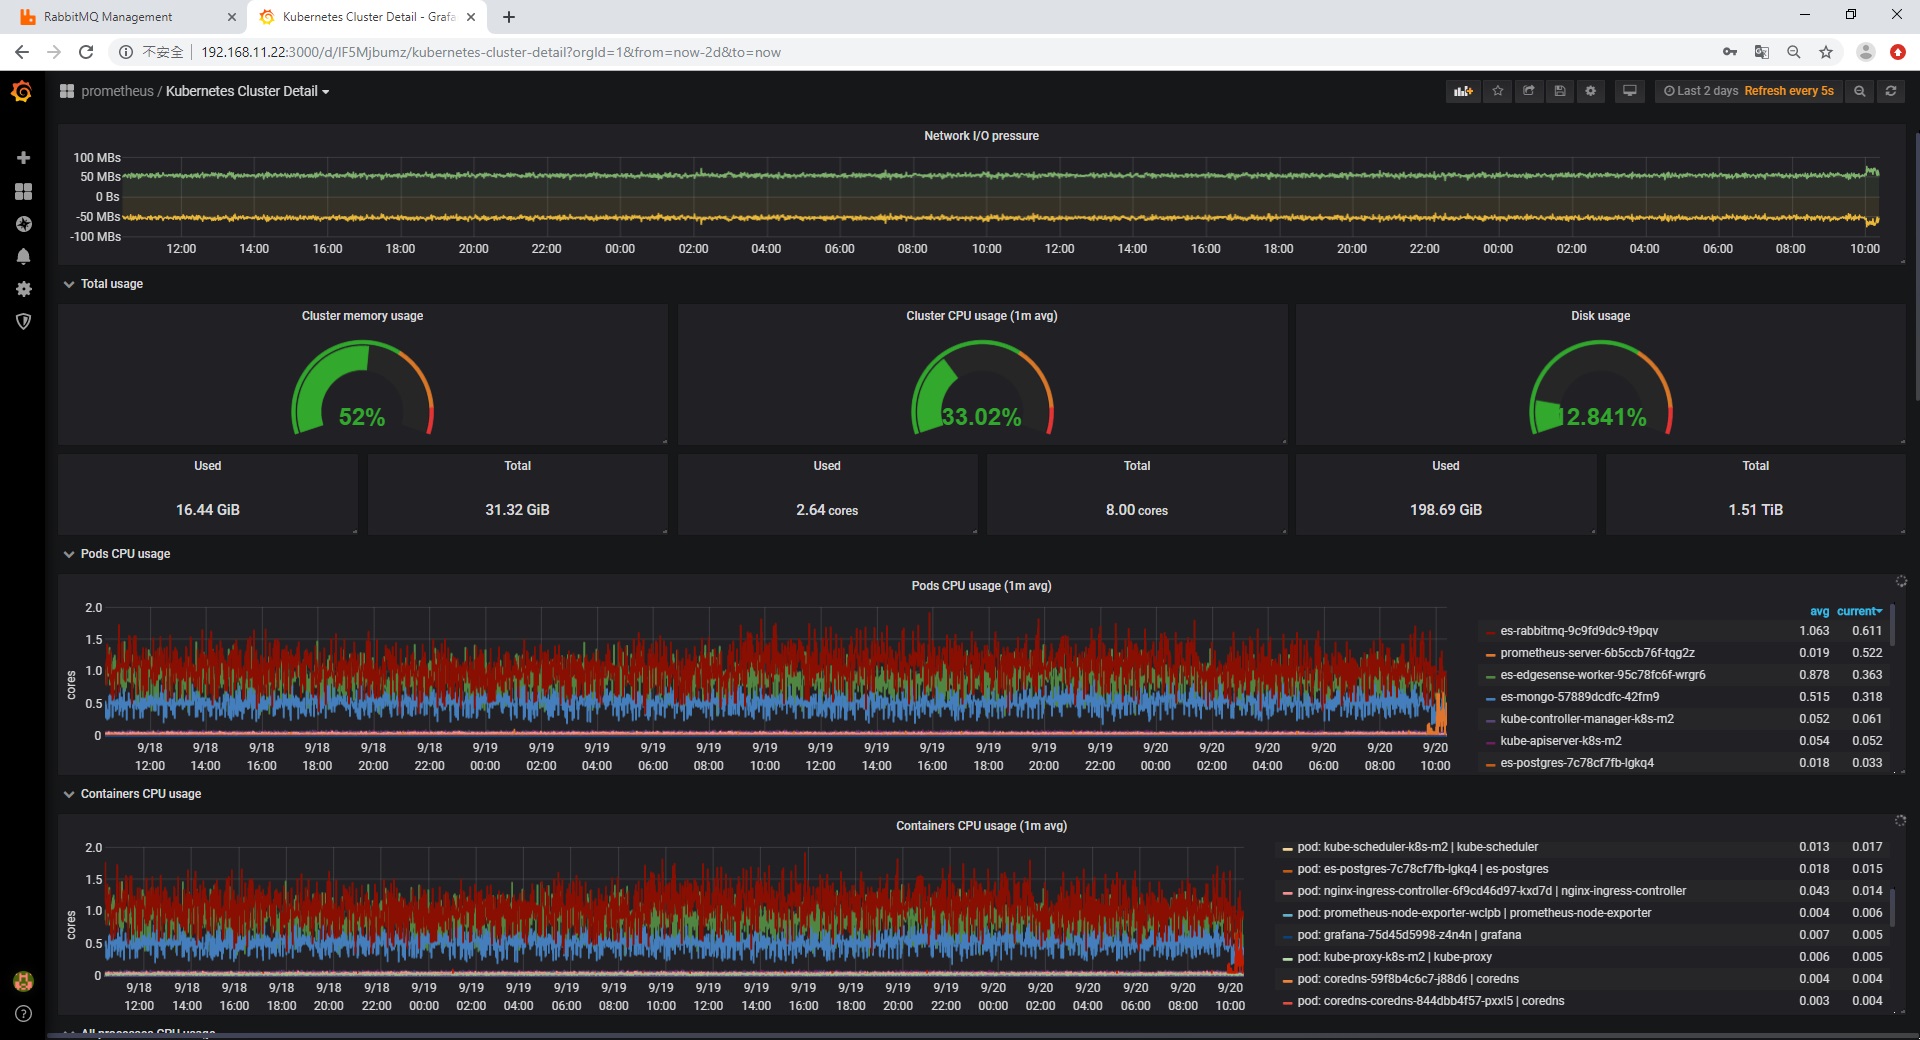 RabbitMQ Management
Kubernetes Cluster Detail - Grafa
不安全 192.168.11.22:3000/d/IF5Mjbumz/kubernetes-cluster-detail?orgId=1&from=now-2d&to=now
prometheus / Kubernetes Cluster Detail
Last 2 days Refresh every 5s
Network I/O pressure
100 MBs
50 MBs
0 Bs
-50 MBs
-100 MBs
12:00 14:00 16:00 18:00 20:00 22:00 00:00 02:00 04:00 06:00 08:00 10:00 12:00 14:00 16:00 18:00 20:00 22:00 00:00 02:00 04:00 06:00 08:00 10:00
Total usage
Cluster memory usage
52%
Cluster CPU usage (1m avg)
33.02%
Disk usage
12.841%
Used
16.44 GiB
Total
31.32 GiB
Used
2.64 cores
Total
8.00 cores
Used
198.69 GiB
Total
1.51 TiB
Pods CPU usage
Pods CPU usage (1m avg)
cores
2.0
1.5
1.0
0.5
0
9/18 9/18 9/18 9/18 9/18 9/18 9/19 9/19 9/19 9/19 9/19 9/19 9/19 9/19 9/19 9/19 9/19 9/19 9/20 9/20 9/20 9/20 9/20 9/20
12:00 14:00 16:00 18:00 20:00 22:00 00:00 02:00 04:00 06:00 08:00 10:00 12:00 14:00 16:00 18:00 20:00 22:00 00:00 02:00 04:00 06:00 08:00 10:00
avg current
es-rabbitmq-9c9fd9dc9-t9pqv 1.063 0.611
prometheus-server-6b5ccb76f-tqg2z 0.019 0.522
es-edgesense-worker-95c78fc6f-wrgr6 0.878 0.363
es-mongo-57889dcdfc-42fm9 0.515 0.318
kube-controller-manager-k8s-m2 0.052 0.061
kube-apiserver-k8s-m2 0.054 0.052
es-postgres-7c78cf7fb-lgkq4 0.018 0.033
Containers CPU usage
Containers CPU usage (1m avg)
cores
2.0
1.5
1.0
0.5
0
9/18 9/18 9/18 9/18 9/18 9/18 9/19 9/19 9/19 9/19 9/19 9/19 9/19 9/19 9/19 9/19 9/19 9/19 9/20 9/20 9/20 9/20 9/20 9/20
12:00 14:00 16:00 18:00 20:00 22:00 00:00 02:00 04:00 06:00 08:00 10:00 12:00 14:00 16:00 18:00 20:00 22:00 00:00 02:00 04:00 06:00 08:00 10:00
pod: kube-scheduler-k8s-m2 | kube-scheduler 0.013 0.017
pod: es-postgres-7c78cf7fb-lgkq4 | es-postgres 0.018 0.015
pod: nginx-ingress-controller-6f9cd46d97-kxd7d | nginx-ingress-controller 0.043 0.014
pod: prometheus-node-exporter-wclpb | prometheus-node-exporter 0.004 0.006
pod: grafana-75d45d5998-z4n4n | grafana 0.007 0.005
pod: kube-proxy-k8s-m2 | kube-proxy 0.006 0.005
pod: coredns-59f8b4c6c7-j88d6 | coredns 0.004 0.004
pod: coredns-coredns-844dbb4f57-pxxl5 | coredns 0.003 0.004
All processes CPU usage